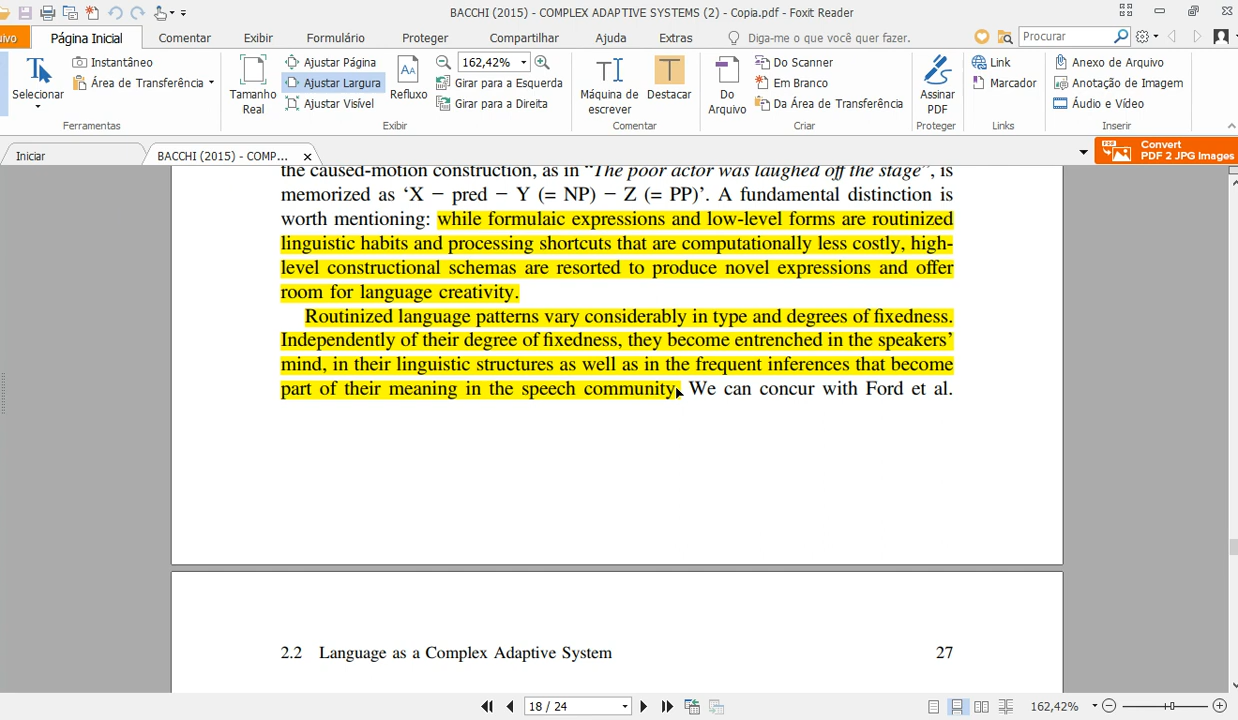 BACCHI (2015) - COMPLEX ADAPTIVE SYSTEMS (2) - Copia.pdf - Foxit Reader
ivo Página Inicial Comentar Exibir Formulário Proteger Compartilhar Ajuda Extras Diga-me o que você quer fazer. Procurar
Selecionar
Instantâneo
Área de Transferência
Ferramentas
Tamanho
Real
Ajustar Página
Ajustar Largura
Ajustar Visível
Refluxo
162,42%
Girar para a Esquerda
Girar para a Direita
Exibir
Máquina de
escrever
Destacar
Comentar
Do
Arquivo
Do Scanner
Em Branco
Da Área de Transferência
Criar
Assinar
PDF
Proteger
Link
Marcador
Links
Anexo de Arquivo
Anotação de Imagem
Áudio e Vídeo
Inserir
Iniciar
BACCHI (2015) - COMP...
Convert
PDF 2 JPG Images
PDF
the caused-motion construction, as in “The poor actor was laughed off the stage”, is
memorized as ‘X − pred − Y (= NP) − Z (= PP)’. A fundamental distinction is
worth mentioning: while formulaic expressions and low-level forms are routinized
linguistic habits and processing shortcuts that are computationally less costly, high-
level constructional schemas are resorted to produce novel expressions and offer
room for language creativity.
Routinized language patterns vary considerably in type and degrees of fixedness.
Independently of their degree of fixedness, they become entrenched in the speakers’
mind, in their linguistic structures as well as in the frequent inferences that become
part of their meaning in the speech community. We can concur with Ford et al.
2.2 Language as a Complex Adaptive System 27
18 / 24
162,42%